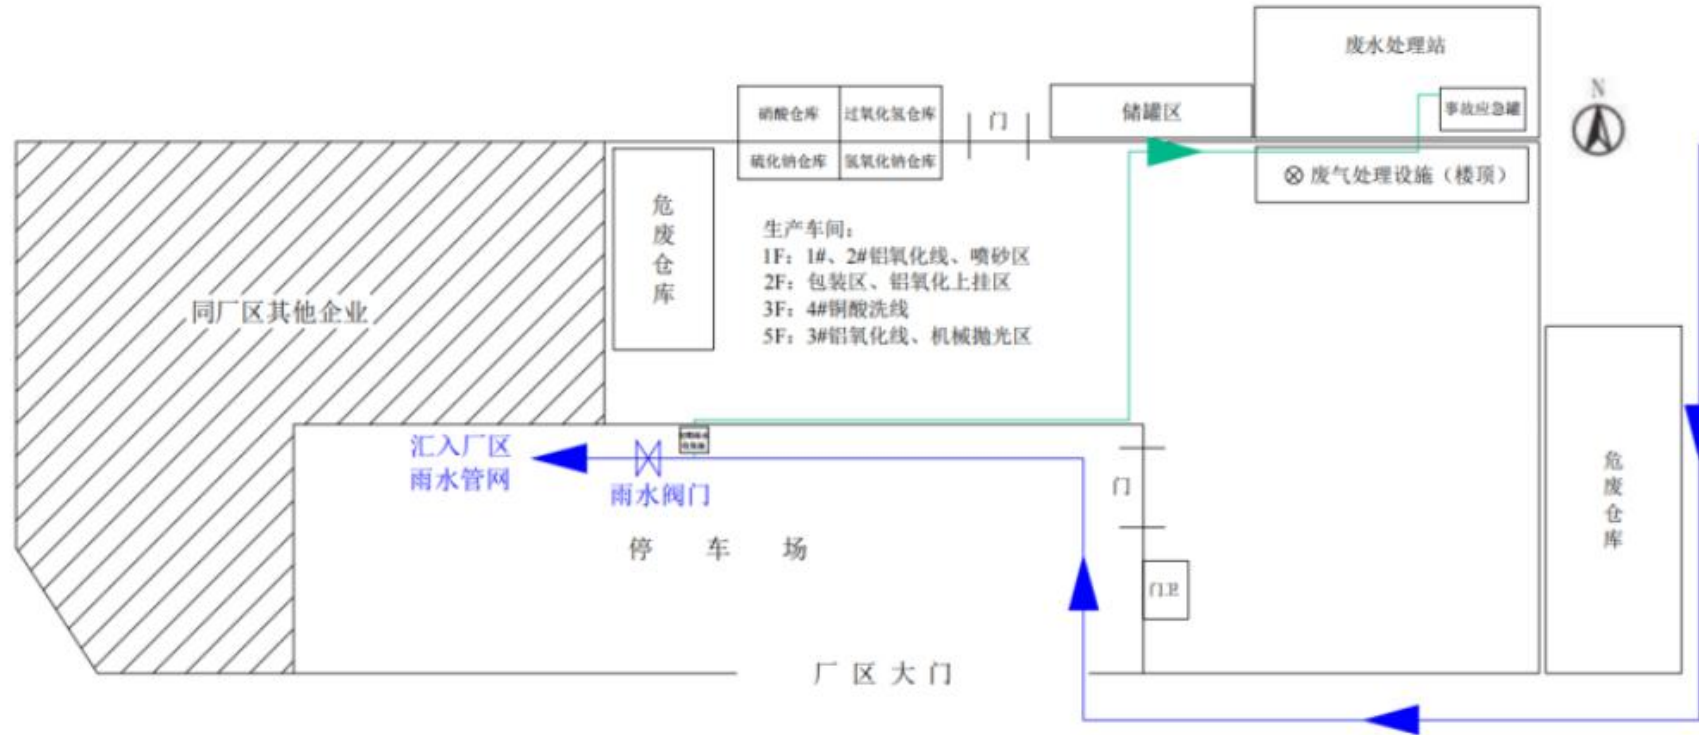 废水处理站
N
硝酸仓库
过氧化氢仓库
门
储罐区
事故应急罐
硫化钠仓库
氢氧化钠仓库
废气处理设施（楼顶）
危废仓库
生产车间：
1F：1#、2#铝氧化线、喷砂区
2F：包装区、铝氧化上挂区
3F：4#铜酸洗线
5F：3#铝氧化线、机械抛光区
同厂区其他企业
汇入厂区
雨水管网
雨水阀门
门
危废仓库
停车场
门卫
厂区大门